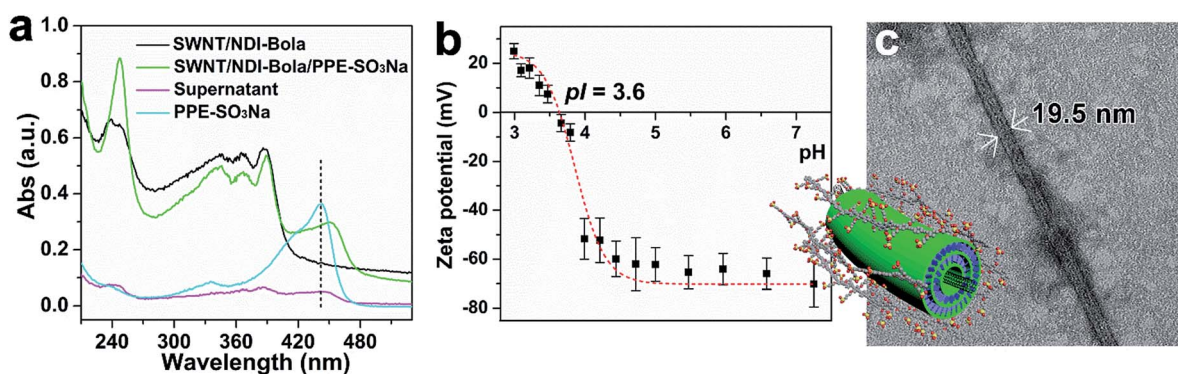 a
1.0
0.8
0.6
0.4
0.2
0.0
Abs (a.u.)
SWNT/NDI-Bola
SWNT/NDI-Bola/PPE-SO₃Na
Supernatant
PPE-SO₃Na
240 300 360 420 480
Wavelength (nm)
b
20
0
-20
-40
-60
-80
Zeta potential (mV)
pI = 3.6
3 4 5 6 7
pH
c
19.5 nm